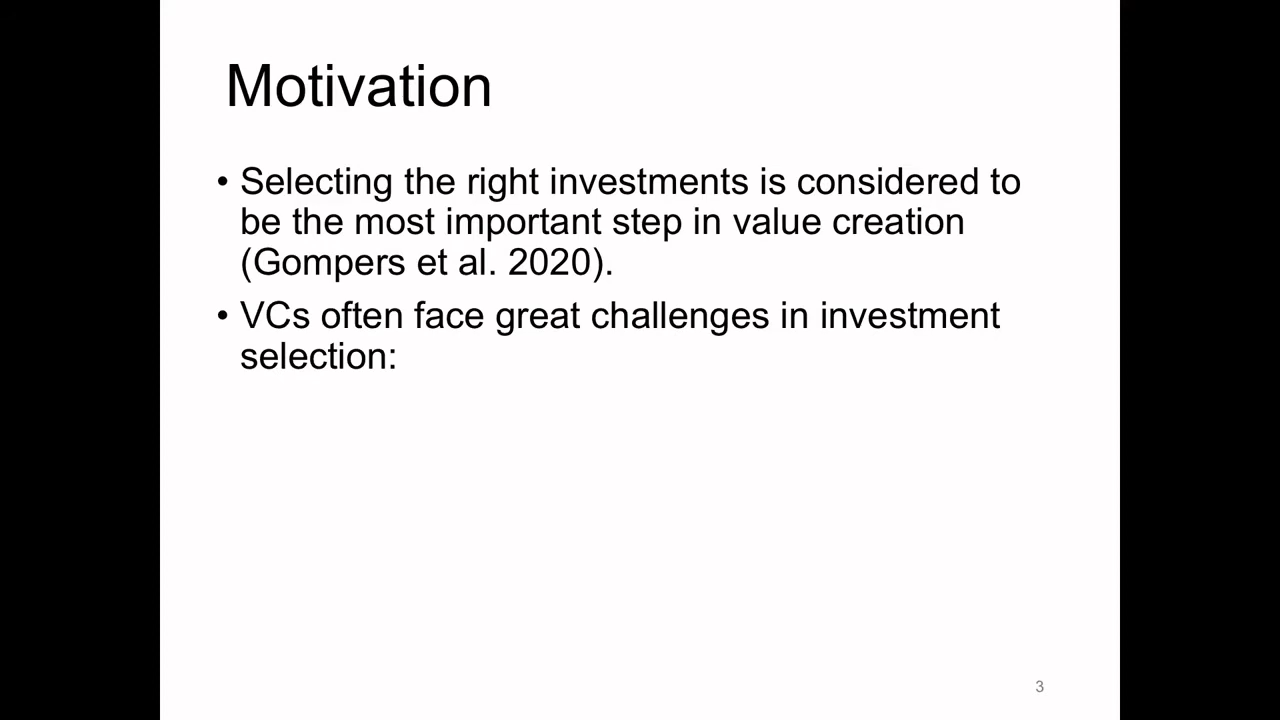 Motivation
• Selecting the right investments is considered to
be the most important step in value creation
(Gompers et al. 2020).
• VCs often face great challenges in investment
selection:
3